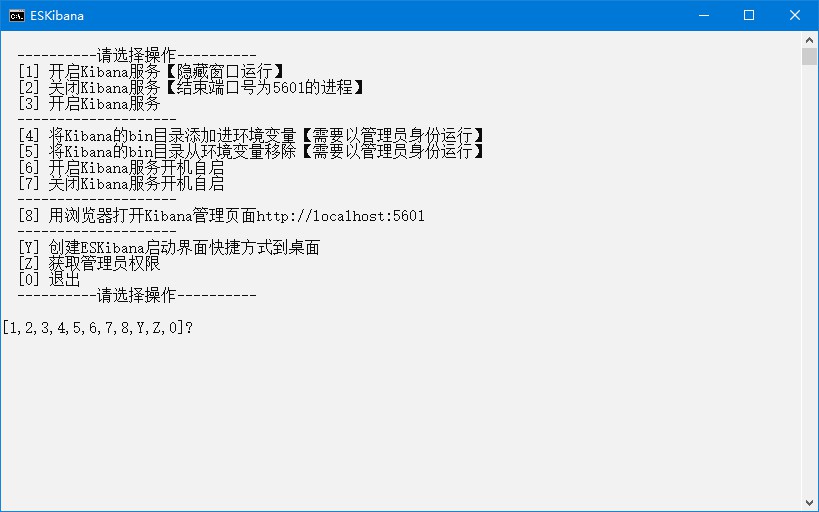 ESKibana
----------请选择操作----------
[1] 开启Kibana服务【隐藏窗口运行】
[2] 关闭Kibana服务【结束端口号为5601的进程】
[3] 开启Kibana服务
--------------------
[4] 将Kibana的bin目录添加进环境变量【需要以管理员身份运行】
[5] 将Kibana的bin目录从环境变量移除【需要以管理员身份运行】
[6] 开启Kibana服务开机自启
[7] 关闭Kibana服务开机自启
--------------------
[8] 用浏览器打开Kibana管理页面http://localhost:5601
--------------------
[Y] 创建ESKibana启动界面快捷方式到桌面
[Z] 获取管理员权限
[0] 退出
----------请选择操作----------
[1,2,3,4,5,6,7,8,Y,Z,0]?